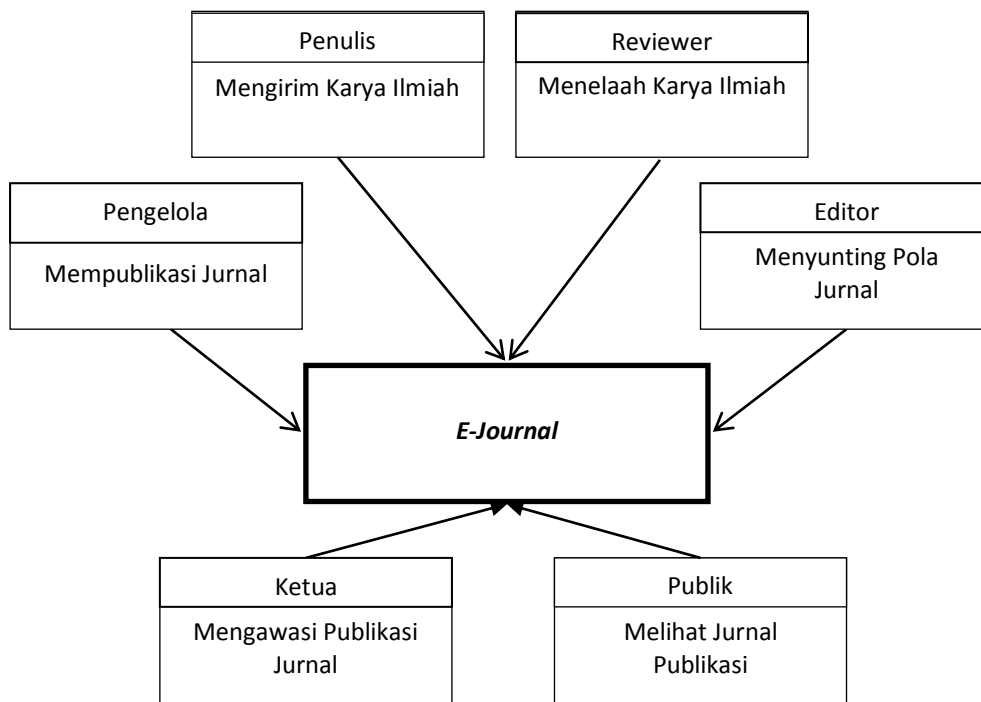 Penulis
Mengirim Karya Ilmiah
Reviewer
Menelaah Karya Ilmiah
Pengelola
Mempublikasi Jurnal
Editor
Menyunting Pola
Jurnal
E-Journal
Ketua
Mengawasi Publikasi
Jurnal
Publik
Melihat Jurnal
Publikasi